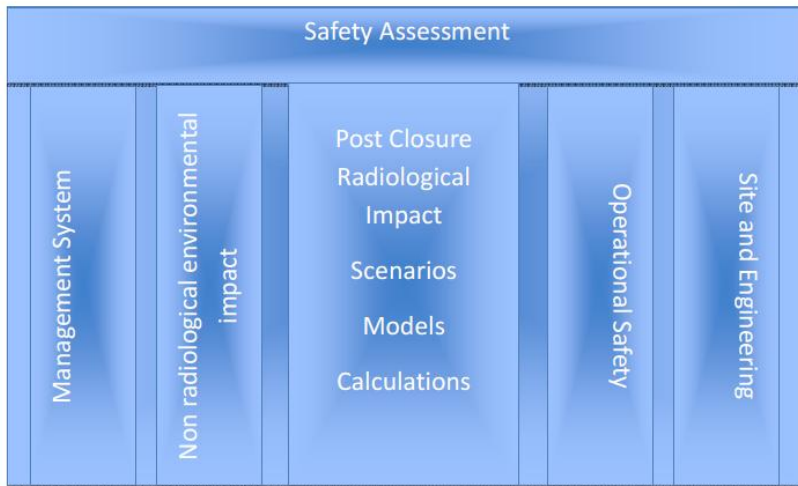 Safety Assessment
Management System
Non radiological environmental
impact
Post Closure
Radiological
Impact
Scenarios
Models
Calculations
Operational Safety
Site and Engineering